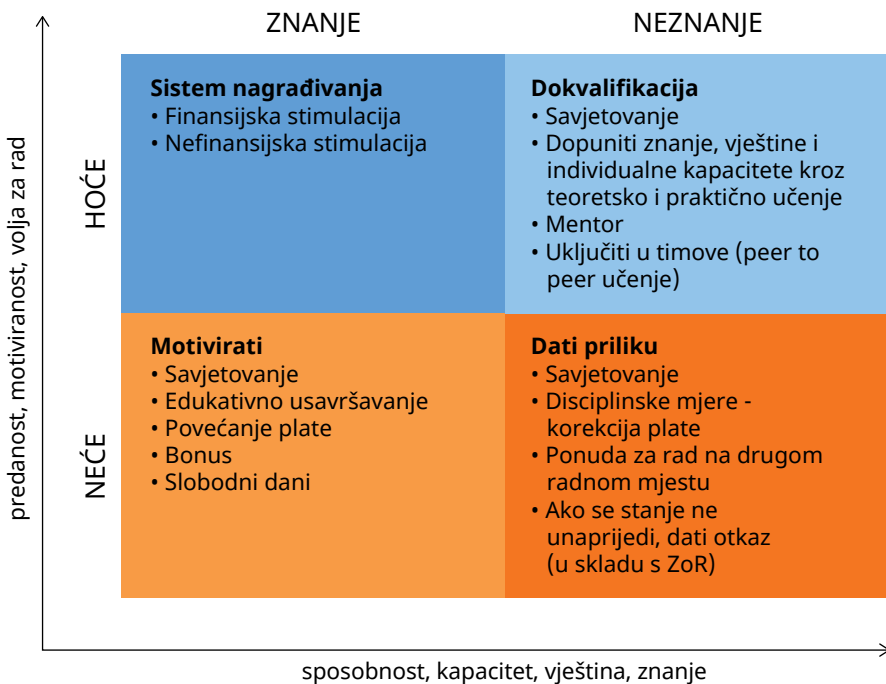 ZNANJE
NEZNANJE
predanost, motiviranost, volja za rad
HOĆE
Sistem nagrađivanja
• Finansijska stimulacija
• Nefinansijska stimulacija
Dokvalifikacija
• Savjetovanje
• Dopuniti znanje, vještine i
individualne kapacitete kroz
teoretsko i praktično učenje
• Mentor
• Uključiti u timove (peer to
peer učenje)
NEĆE
Motivirati
• Savjetovanje
• Edukativno usavršavanje
• Povećanje plate
• Bonus
• Slobodni dani
Dati priliku
• Savjetovanje
• Disciplinske mjere -
korekcija plate
• Ponuda za rad na drugom
radnom mjestu
• Ako se stanje ne
unaprijedi, dati otkaz
(u skladu s ZoR)
sposobnost, kapacitet, vještina, znanje